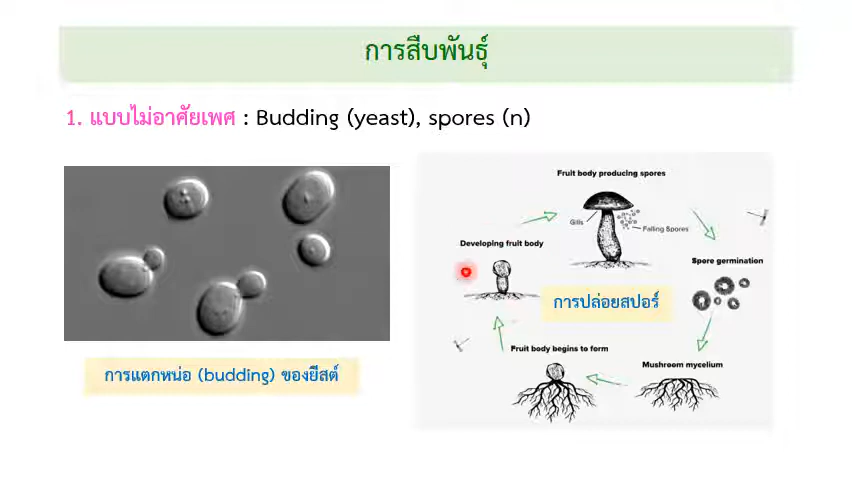 การสืบพันธุ์
1. แบบไม่อาศัยเพศ : Budding (yeast), spores (n)
Fruit body producing spores
Gills
Falling Spores
Developing fruit body
Spore germination
การปล่อยสปอร์
Fruit body begins to form
Mushroom mycelium
การแตกหน่อ (budding) ของยีสต์